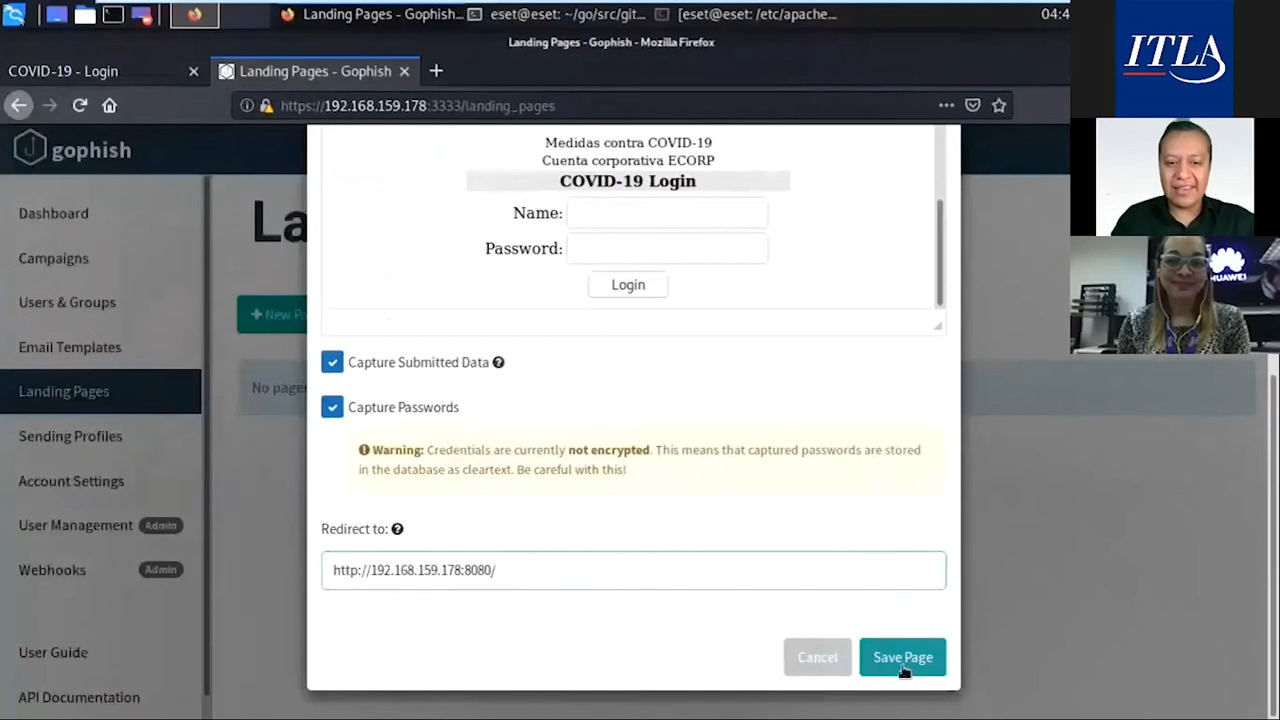 Landing Pages - Gophish...
eset@eset: ~/go/src/git...
[eset@eset: /etc/apache...
04:4
Landing Pages - Gophish - Mozilla Firefox
COVID-19 - Login
Landing Pages - Gophish
https://192.168.159.178:3333/landing_pages
gophish
Dashboard
Campaigns
Users & Groups
Email Templates
Landing Pages
Sending Profiles
Account Settings
User Management Admin
Webhooks Admin
User Guide
API Documentation
La
+ New Pa
No pages
Medidas contra COVID-19
Cuenta corporativa ECORP
COVID-19 Login
Name:
Password:
Login
Capture Submitted Data
Capture Passwords
Warning: Credentials are currently not encrypted. This means that captured passwords are stored
in the database as cleartext. Be careful with this!
Redirect to:
http://192.168.159.178:8080/
Cancel
Save Page
ITLA
HUAWEI